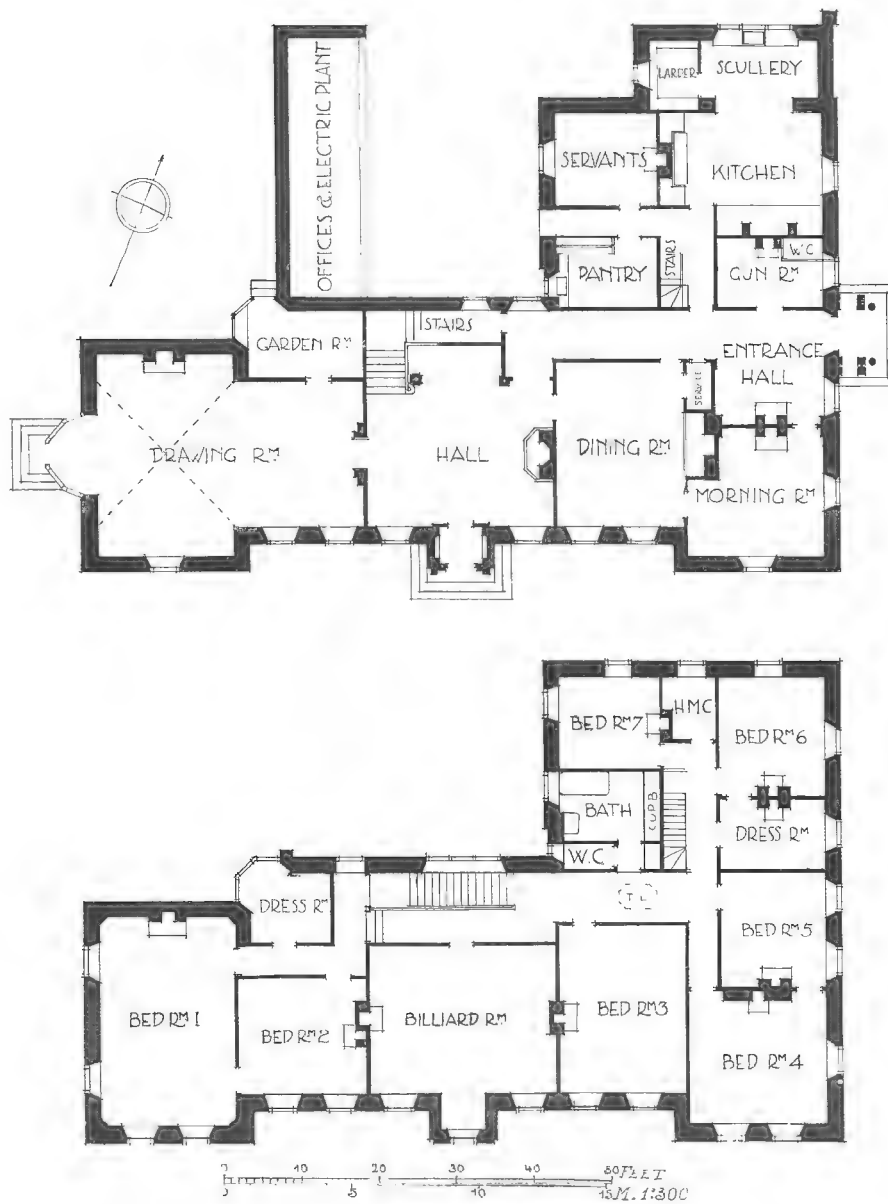 OFFICES & ELECTRIC PLANT
LARDER
SCULLERY
SERVANTS
KITCHEN
PANTRY
STAIRS
W.C
GUN RM
GARDEN RM
STAIRS
ENTRANCE
HALL
SERVICE
DRAWING RM
HALL
DINING RM
MORNING RM
BED RM 7
HMC
BED RM 6
BATH
CUPB
DRESS RM
W.C
DRESS RM
T L
BED RM 5
BED RM 1
BED RM 2
BILLIARD RM
BED RM 3
BED RM 4
0 10 20 30 40 50 FEET
0 5 10 15 M. 1:300